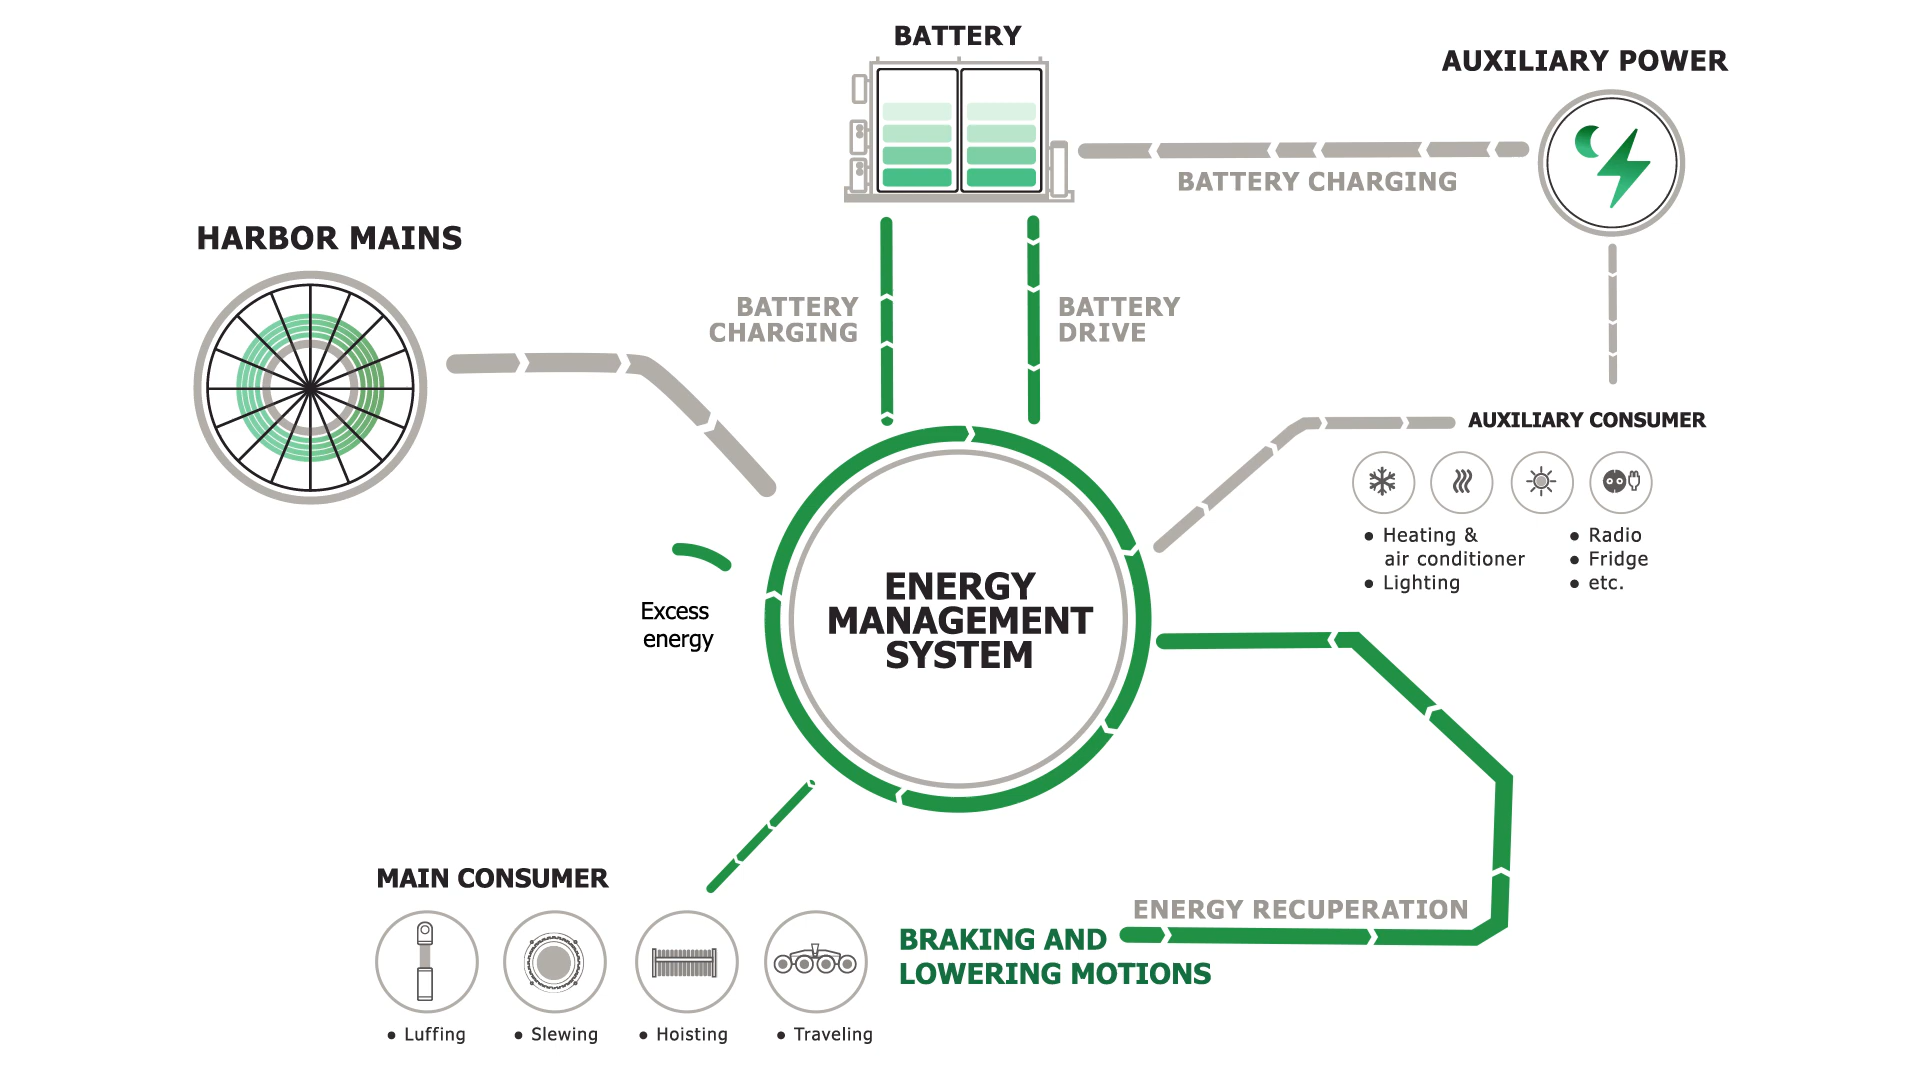 BATTERY
AUXILIARY POWER
BATTERY CHARGING
HARBOR MAINS
BATTERY
CHARGING
BATTERY
DRIVE
AUXILIARY CONSUMER
• Heating &
air conditioner
• Lighting
• Radio
• Fridge
• etc.
ENERGY
MANAGEMENT
SYSTEM
Excess
energy
MAIN CONSUMER
• Luffing
• Slewing
• Hoisting
• Traveling
ENERGY RECUPERATION
BRAKING AND
LOWERING MOTIONS